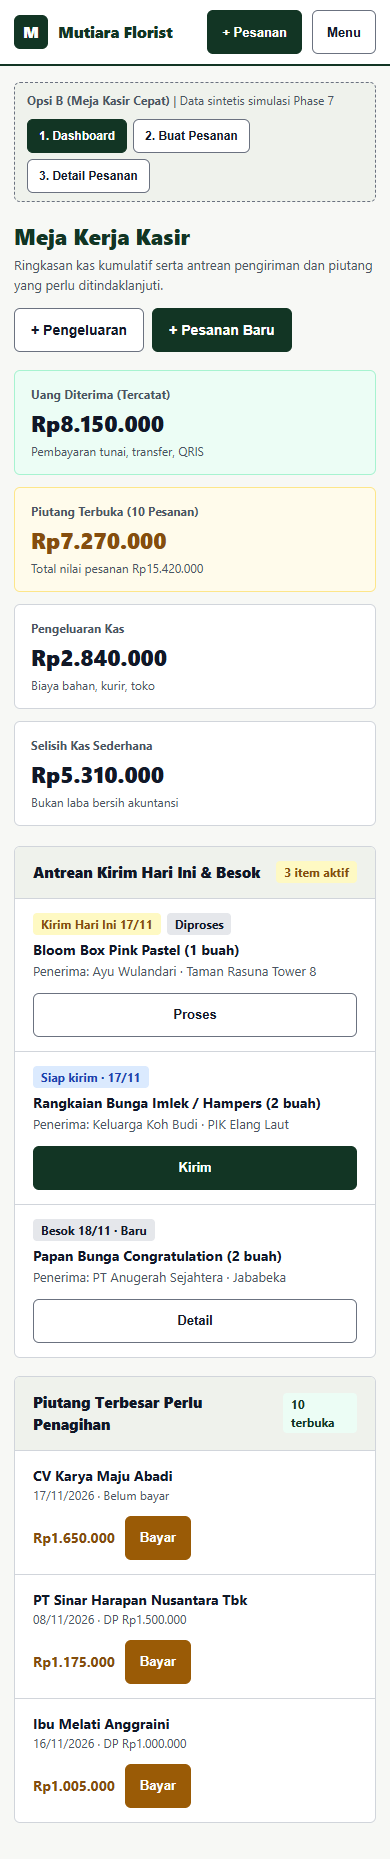 M Mutiara Florist
+ Pesanan
Menu
Opsi B (Meja Kasir Cepat) | Data sintetis simulasi Phase 7
1. Dashboard
2. Buat Pesanan
3. Detail Pesanan
Meja Kerja Kasir
Ringkasan kas kumulatif serta antrean pengiriman dan piutang
yang perlu ditindaklanjuti.
+ Pengeluaran
+ Pesanan Baru
Uang Diterima (Tercatat)
Rp8.150.000
Pembayaran tunai, transfer, QRIS
Piutang Terbuka (10 Pesanan)
Rp7.270.000
Total nilai pesanan Rp15.420.000
Pengeluaran Kas
Rp2.840.000
Biaya bahan, kurir, toko
Selisih Kas Sederhana
Rp5.310.000
Bukan laba bersih akuntansi
Antrean Kirim Hari Ini & Besok
3 item aktif
Kirim Hari Ini 17/11
Diproses
Bloom Box Pink Pastel (1 buah)
Penerima: Ayu Wulandari · Taman Rasuna Tower 8
Proses
Siap kirim · 17/11
Rangkaian Bunga Imlek / Hampers (2 buah)
Penerima: Keluarga Koh Budi · PIK Elang Laut
Kirim
Besok 18/11 · Baru
Papan Bunga Congratulation (2 buah)
Penerima: PT Anugerah Sejahtera · Jababeka
Detail
Piutang Terbesar Perlu
Penagihan
10
terbuka
CV Karya Maju Abadi
17/11/2026 · Belum bayar
Rp1.650.000
Bayar
PT Sinar Harapan Nusantara Tbk
08/11/2026 · DP Rp1.500.000
Rp1.175.000
Bayar
Ibu Melati Anggraini
16/11/2026 · DP Rp1.000.000
Rp1.005.000
Bayar